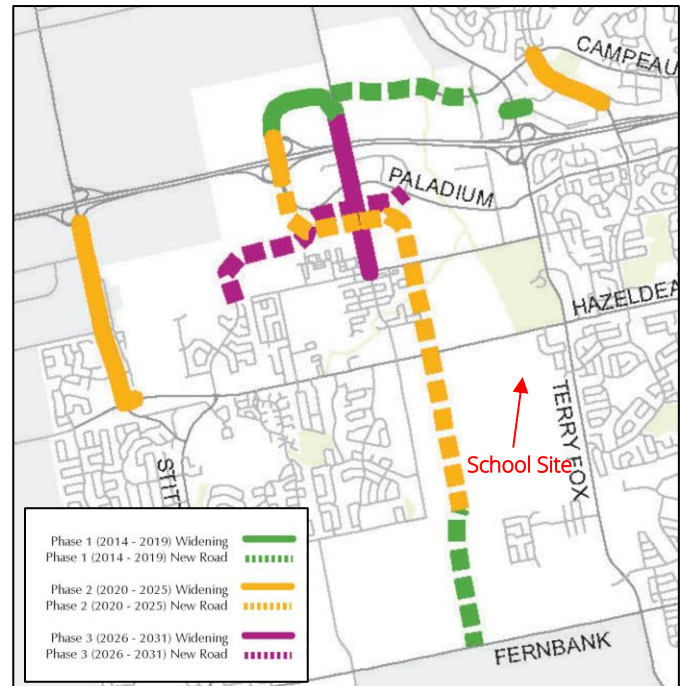 CAMPEAU
PALADIUM
HAZELDEA
TERRY FOX
School Site
STITT
Phase 1 (2014 - 2019) Widening
Phase 1 (2014 - 2019) New Road
Phase 2 (2020 - 2025) Widening
Phase 2 (2020 - 2025) New Road
Phase 3 (2026 - 2031) Widening
Phase 3 (2026 - 2031) New Road
FERNBANK